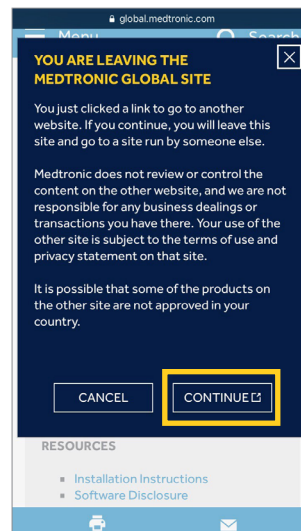 global.medtronic.com
Menu
Search
YOU ARE LEAVING THE
MEDTRONIC GLOBAL SITE
You just clicked a link to go to another
website. If you continue, you will leave this
site and go to a site run by someone else.
Medtronic does not review or control the
content on the other website, and we are not
responsible for any business dealings or
transactions you have there. Your use of the
other site is subject to the terms of use and
privacy statement on that site.
It is possible that some of the products on
the other site are not approved in your
country.
CANCEL
CONTINUE
RESOURCES
Installation Instructions
Software Disclosure